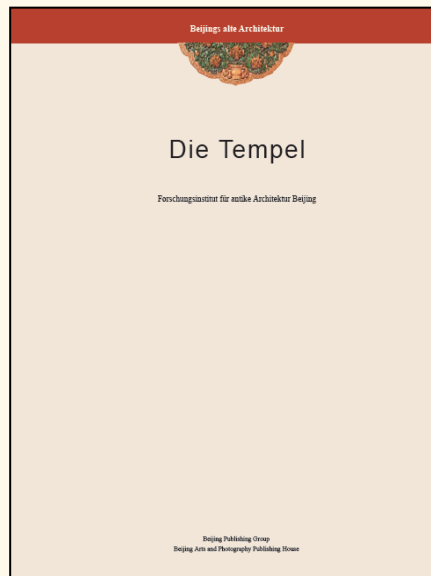 Beijings alte Architektur
Die Tempel
Forschungsinstitut für antike Architektur Beijing
Beijing Publishing Group
Beijing Arts and Photography Publishing House